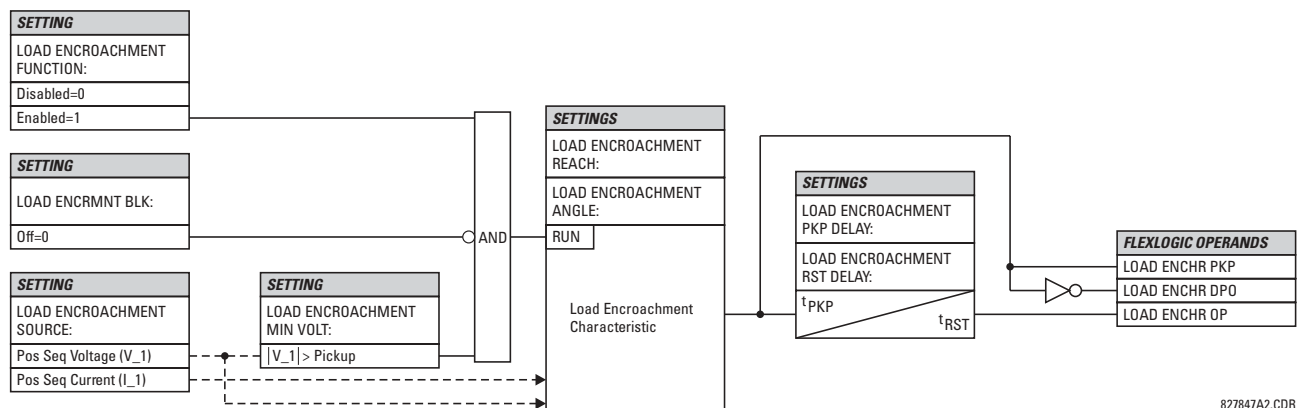 SETTING
LOAD ENCROACHMENT
FUNCTION:
Disabled=0
Enabled=1
SETTING
LOAD ENCRMNT BLK:
Off=0
SETTING
LOAD ENCROACHMENT
SOURCE:
Pos Seq Voltage (V_1)
Pos Seq Current (I_1)
SETTING
LOAD ENCROACHMENT
MIN VOLT:
|V_1| > Pickup
AND
SETTINGS
LOAD ENCROACHMENT
REACH:
LOAD ENCROACHMENT
ANGLE:
RUN
Load Encroachment
Characteristic
SETTINGS
LOAD ENCROACHMENT
PKP DELAY:
LOAD ENCROACHMENT
RST DELAY:
tPKP
tRST
FLEXLOGIC OPERANDS
LOAD ENCHR PKP
LOAD ENCHR DPO
LOAD ENCHR OP
827847A2.CDR